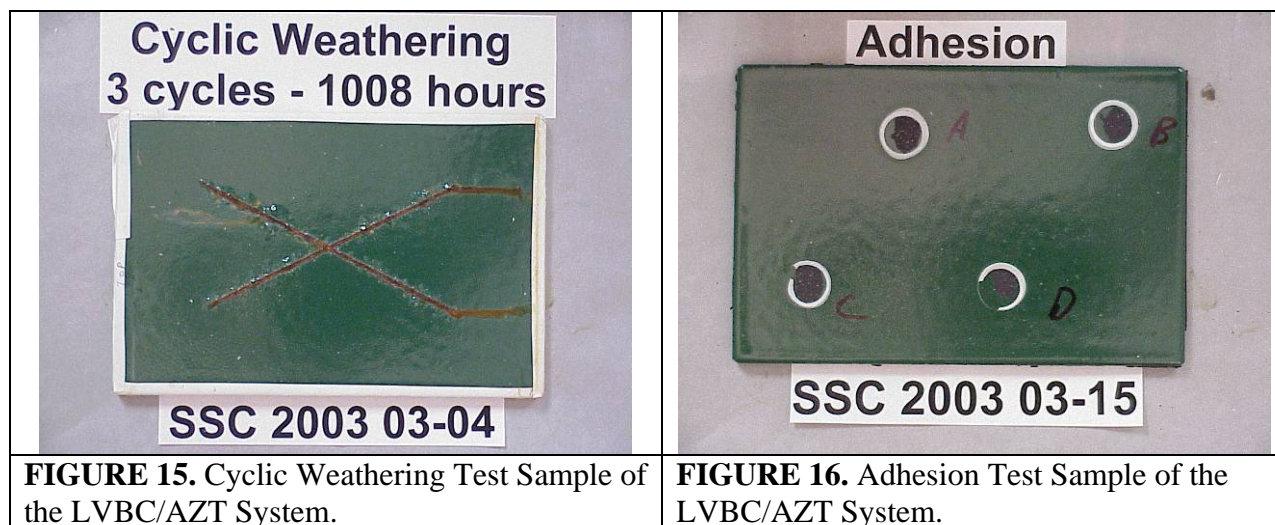 Cyclic Weathering
3 cycles - 1008 hours
TOP
SSC 2003 03-04
FIGURE 15. Cyclic Weathering Test Sample of
the LVBC/AZT System.
Adhesion
A
B
C
D
SSC 2003 03-15
FIGURE 16. Adhesion Test Sample of the
LVBC/AZT System.